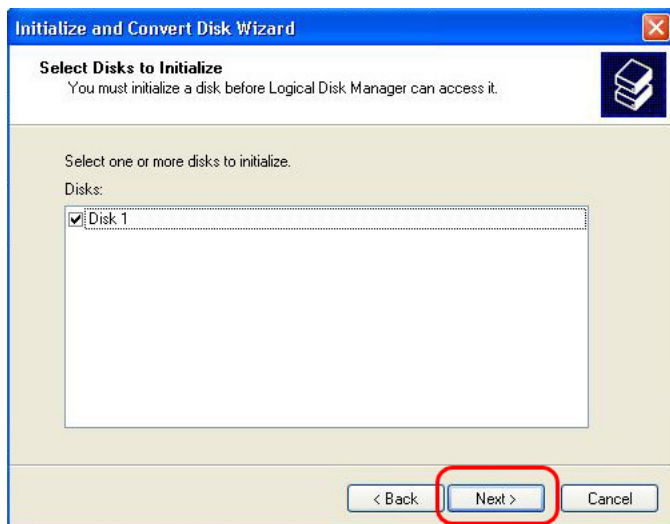 Initialize and Convert Disk Wizard
Select Disks to Initialize
You must initialize a disk before Logical Disk Manager can access it.
Select one or more disks to initialize.
Disks:
Disk 1
< Back
Next >
Cancel